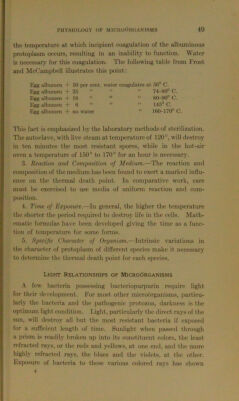 PHYSIOLOGY OF MICROÖRGANISMS 49
the temperature at which incipient coagulation of the albuminous
protoplasm occurs, resulting in an inability to function. Water
is necessary for this coagulation. The following table from Frost
and McCampbell illustrates this point:
Egg albumen + 50 per cent. water coagulates at 56° C.
Egg albumen + 25 " " " 74-80° C.
Egg albumen + 18 " " " 80-90° C.
Egg albumen + 6 " " " 145° C.
Egg albumen + no water " 160-170° C.
This fact is emphasized by the laboratory methods of sterilization.
The autoclave, with live steam at temperature of 120°, will destroy
in ten minutes the most resistant spores, while in the hot-air
oven a temperature of 150° to 170° for an hour is necessary.
3. Reaction and Composition of Medium.—The reaction and
composition of the medium has been found to exert a marked influ-
ence on the thermal death point. In comparative work, care
must be exercised to use media of uniform reaction and com-
position.
4. Time of Exposure.—In general, the higher the temperature
the shorter the period required to destroy life in the cells. Math-
ematic formulas have been developed giving the time as a func-
tion of temperature for some forms.
5. Specific Character of Organism.—Intrinsic variations in
the character of protoplasm of different species make it necessary
to determine the thermal death point for each species.
LIGHT RELATIONSHIPS OF MICROÖRGANISMS
A few bacteria possessing bacteriopurpurin require light
for their development. For most other microörganisms, particu-
larly the bacteria and the pathogenic protozoa, darkness is the
optimum light condition. Light, particularly the direct rays of the
sun, will destroy all but the most resistant bacteria if exposed
for a sufficient length of time. Sunlight when passed through
a prism is readily broken up into its constituent colors, the least
refracted rays, or the reds and yellows, at one end, and the more
highly refracted rays, the blues and the violets, at the other.
Exposure of bacteria to these various colored rays has shown
4